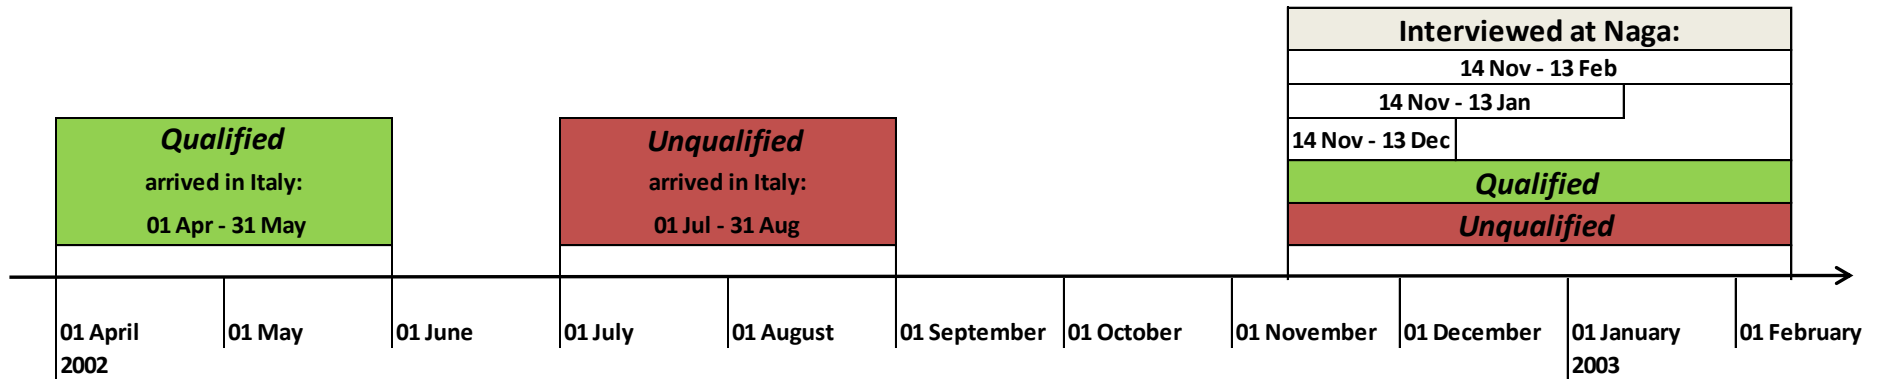 Interviewed at Naga:
14 Nov - 13 Feb
14 Nov - 13 Jan
14 Nov - 13 Dec
Qualified
Unqualified
Qualified
arrived in Italy:
01 Apr - 31 May
Unqualified
arrived in Italy:
01 Jul - 31 Aug
01 April
2002
01 May
01 June
01 July
01 August
01 September
01 October
01 November
01 December
01 January
2003
01 February